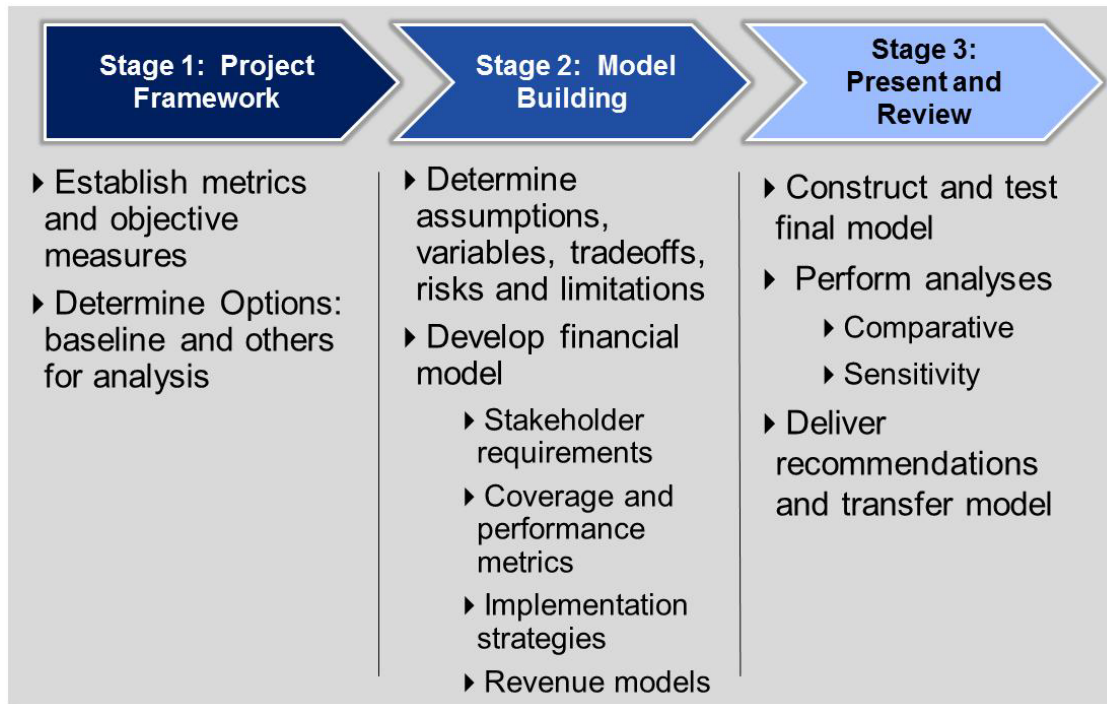 Stage 1:  Project
Framework
Establish metrics
and objective
measures
Determine Options:
baseline and others
for analysis
Stage 2:  Model
Building
Determine
assumptions,
variables, tradeoffs,
risks and limitations
Develop financial
model
Stakeholder
requirements
Coverage and
performance
metrics
Implementation
strategies
Revenue models
Stage 3:
Present and
Review
Construct and test
final model
Perform analyses
Comparative
Sensitivity
Deliver
recommendations
and transfer model